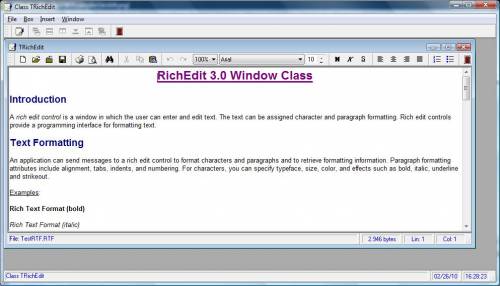 Class TRichEdit
File Box Insert Window
TRichEdit
100% Arial 10 N K S
RichEdit 3.0 Window Class
Introduction
A rich edit control is a window in which the user can enter and edit text. The text can be assigned character and paragraph formatting. Rich edit controls
provide a programming interface for formatting text.
Text Formatting
An application can send messages to a rich edit control to format characters and paragraphs and to retrieve formatting information. Paragraph formatting
attributes include alignment, tabs, indents, and numbering. For characters, you can specify typeface, size, color, and effects such as bold, italic, underline
and strikeout.
Examples:
Rich Text Format (bold)
Rich Text Format (italic)
File: TestRTF.RTF 2.946 bytes Lin: 1 Col: 1
Class TRichEdit 02/26/10 16:28:23